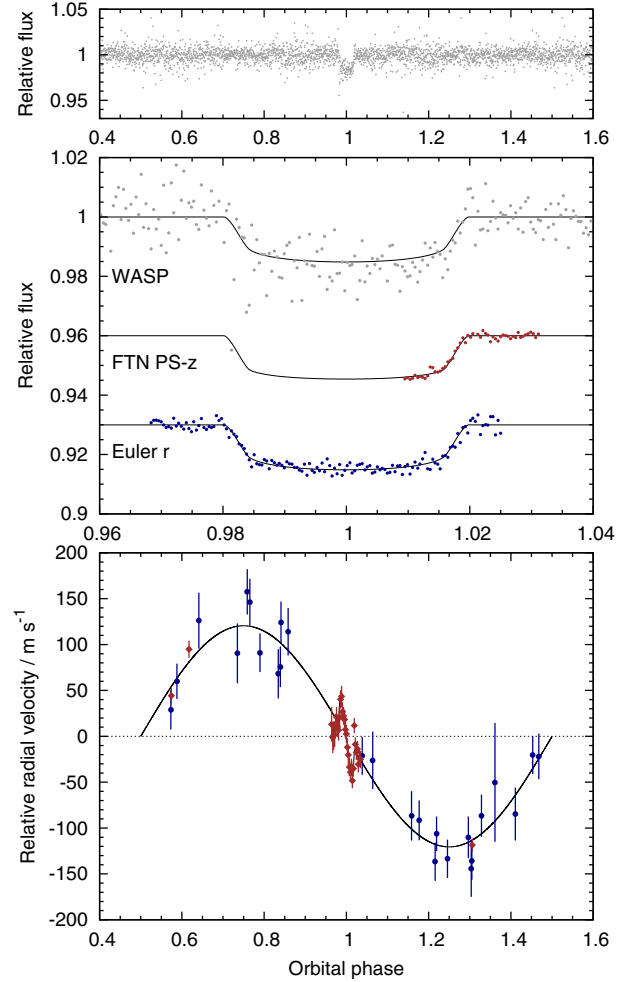 1.05
1
0.95
Relative flux
0.4 0.6 0.8 1 1.2 1.4 1.6
1.02
1
0.98
0.96
0.94
0.92
0.9
Relative flux
WASP
FTN PS-z
Euler r
0.96 0.98 1 1.02 1.04
200
150
100
50
0
-50
-100
-150
-200
Relative radial velocity / m s⁻¹
0.4 0.6 0.8 1 1.2 1.4 1.6
Orbital phase